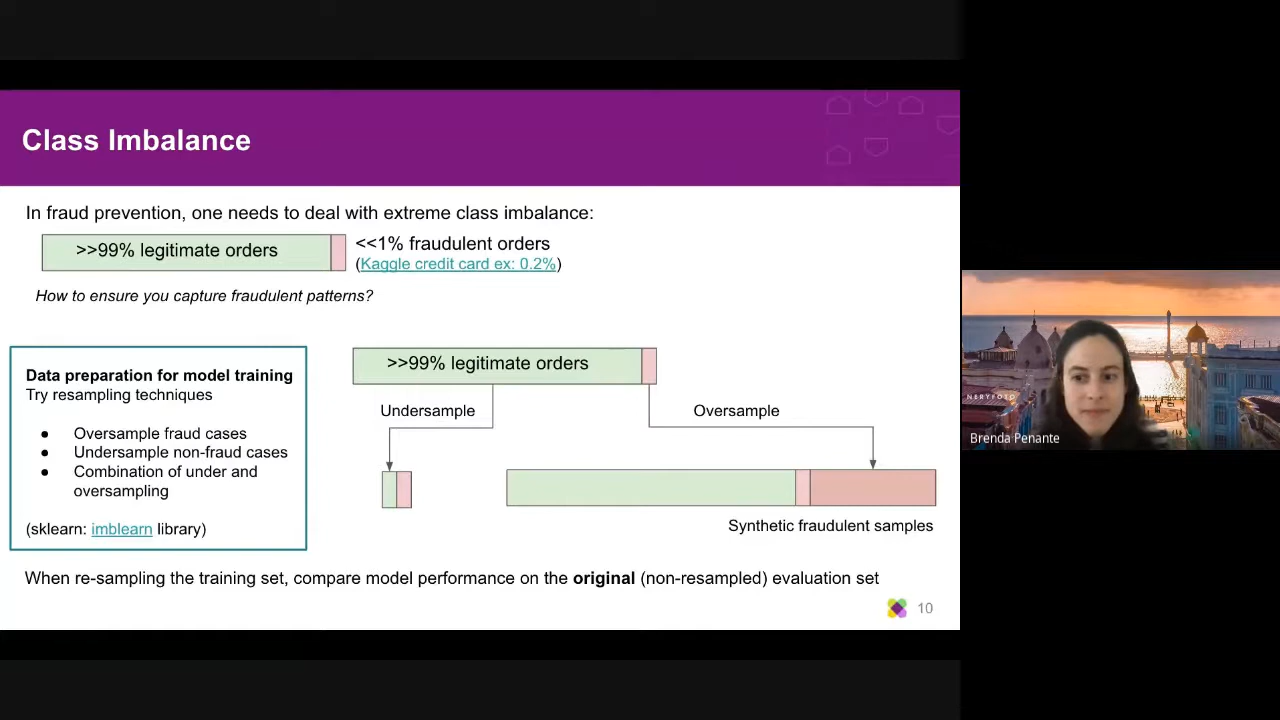 Class Imbalance
In fraud prevention, one needs to deal with extreme class imbalance:
>>99% legitimate orders
<<1% fraudulent orders
(Kaggle credit card ex: 0.2%)
How to ensure you capture fraudulent patterns?
Data preparation for model training
Try resampling techniques
● Oversample fraud cases
● Undersample non-fraud cases
● Combination of under and
oversampling
(sklearn: imblearn library)
>>99% legitimate orders
Undersample
Oversample
Synthetic fraudulent samples
When re-sampling the training set, compare model performance on the original (non-resampled) evaluation set
10
NERYFOTO
Brenda Penante